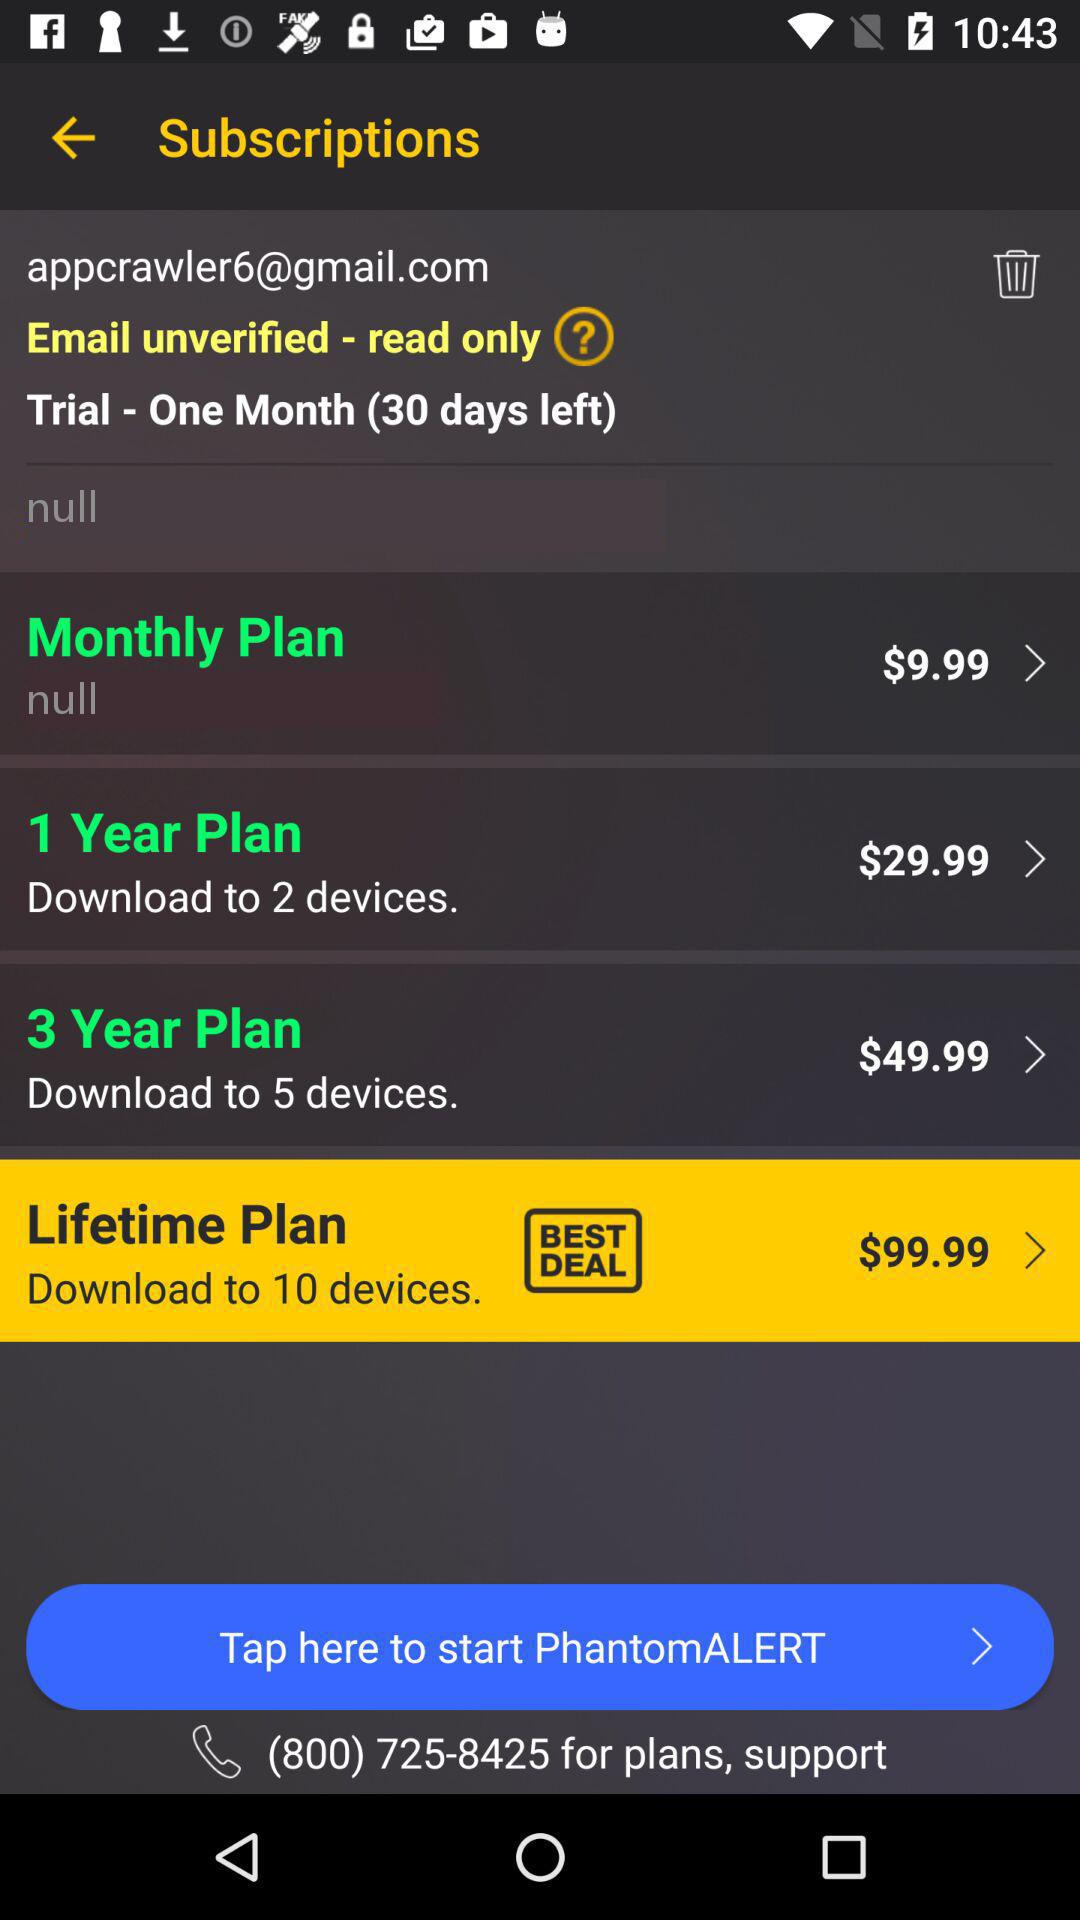 FAKE
10:43
Subscriptions
appcrawler6@gmail.com
Email unverified - read only ?
Trial - One Month (30 days left)
null
Monthly Plan
$9.99
null
1 Year Plan
$29.99
Download to 2 devices.
3 Year Plan
$49.99
Download to 5 devices.
Lifetime Plan
BEST
DEAL
$99.99
Download to 10 devices.
Tap here to start PhantomALERT
(800) 725-8425 for plans, support